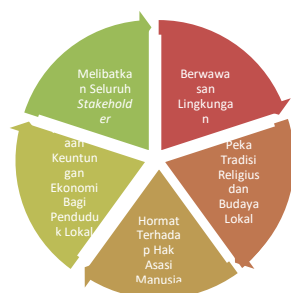 Melibatka
n Seluruh
Stakehold
er
Berwawa
san
Lingkunga
n
Peka
Tradisi
Religius
dan
Budaya
Lokal
Hormat
Terhadap
p Hak
Asasi
Manusia
aan
Keuntun
gan
Ekonomi
Bagi
Pendudu
k Lokal